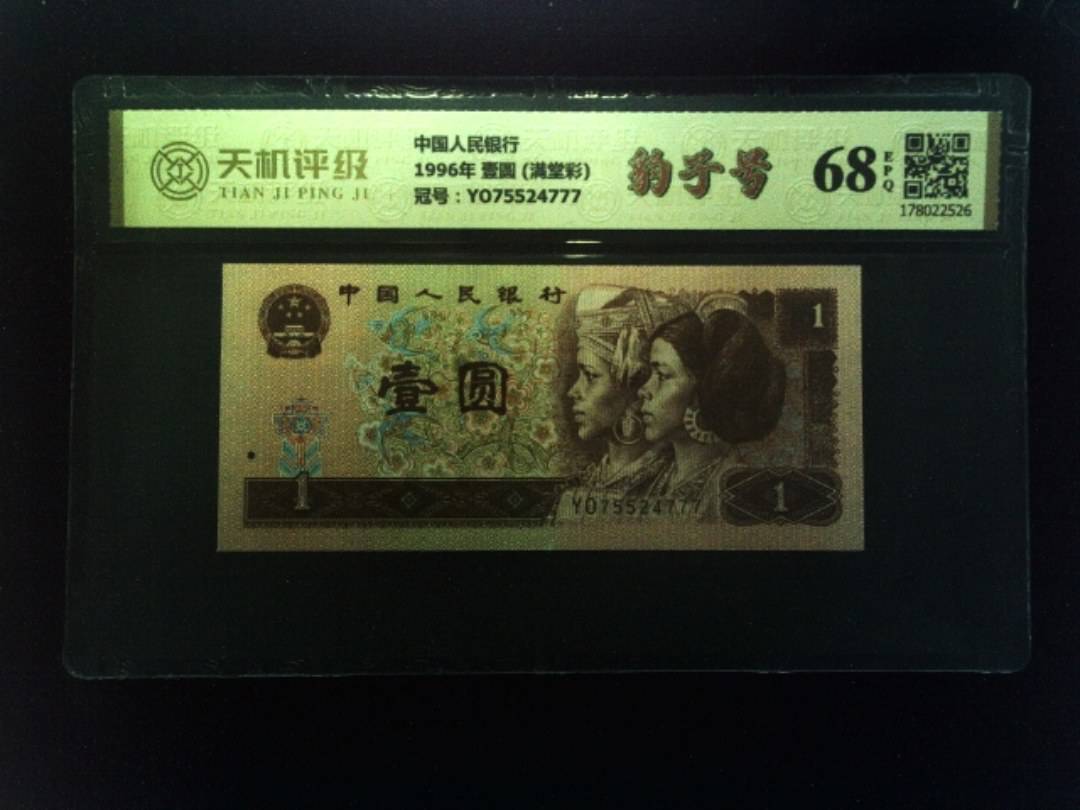 天机评级
TIAN JI PING JI
中国人民银行
1996年 壹圆 (满堂彩)
冠号：YO75524777
豹子号
68
EPQ
178022526
中国人民银行
1
壹圆
1
YO75524777
1